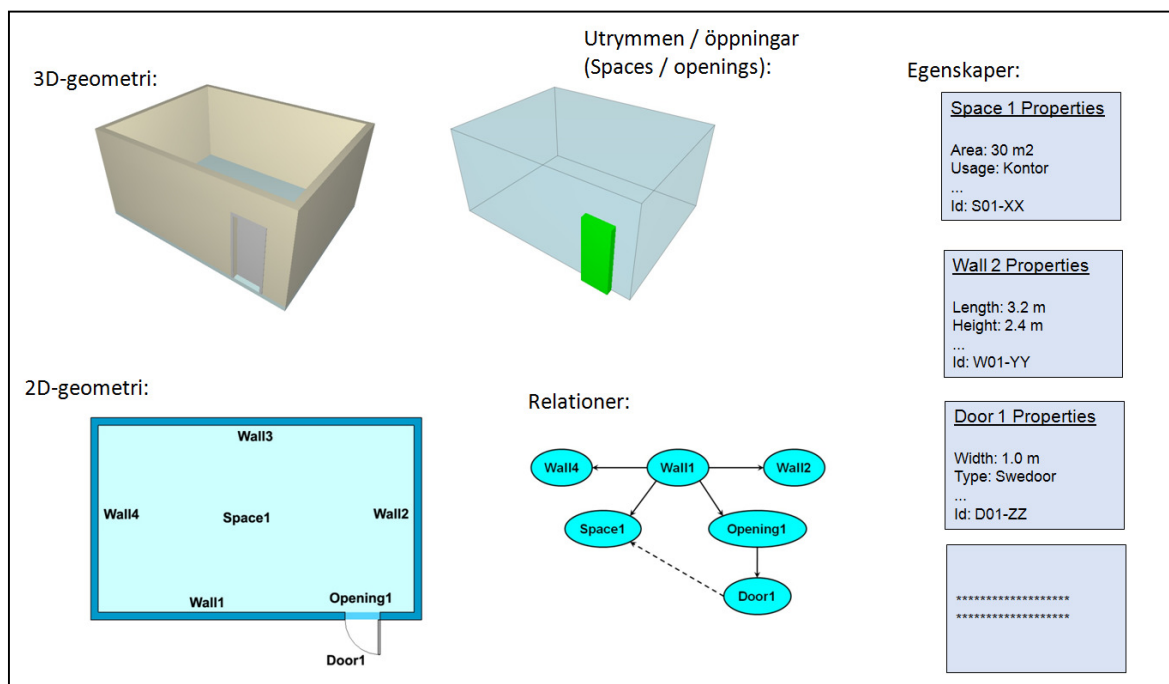 3D-geometri:
Utrymmen / öppningar
(Spaces / openings):
Egenskaper:
Space 1 Properties
Area: 30 m2
Usage: Kontor
...
Id: S01-XX
Wall 2 Properties
Length: 3.2 m
Height: 2.4 m
...
Id: W01-YY
Door 1 Properties
Width: 1.0 m
Type: Swedoor
...
Id: D01-ZZ
*******************
*******************
2D-geometri:
Wall3
Wall4
Space1
Wall2
Wall1
Opening1
Door1
Relationer:
Wall4
Wall1
Wall2
Space1
Opening1
Door1